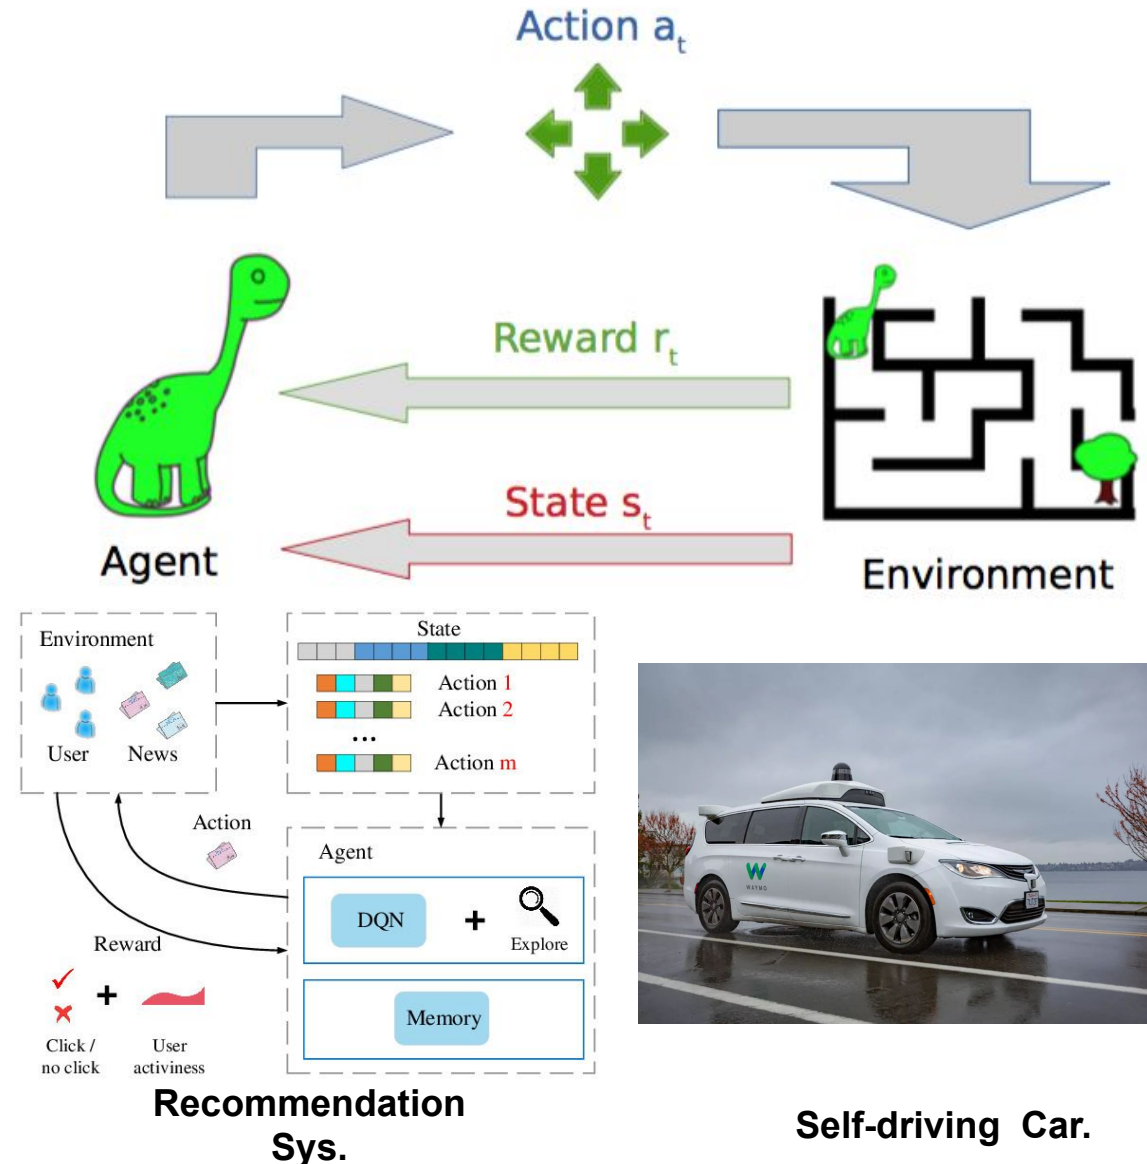 Action a_t
Reward r_t
State s_t
Agent
Environment
Environment
User
News
State
Action 1
Action 2
...
Action m
Action
Agent
DQN
+
Explore
Memory
Reward
+
Click /
no click
User
activiness
WAYMO
Recommendation
Sys.
Self-driving Car.